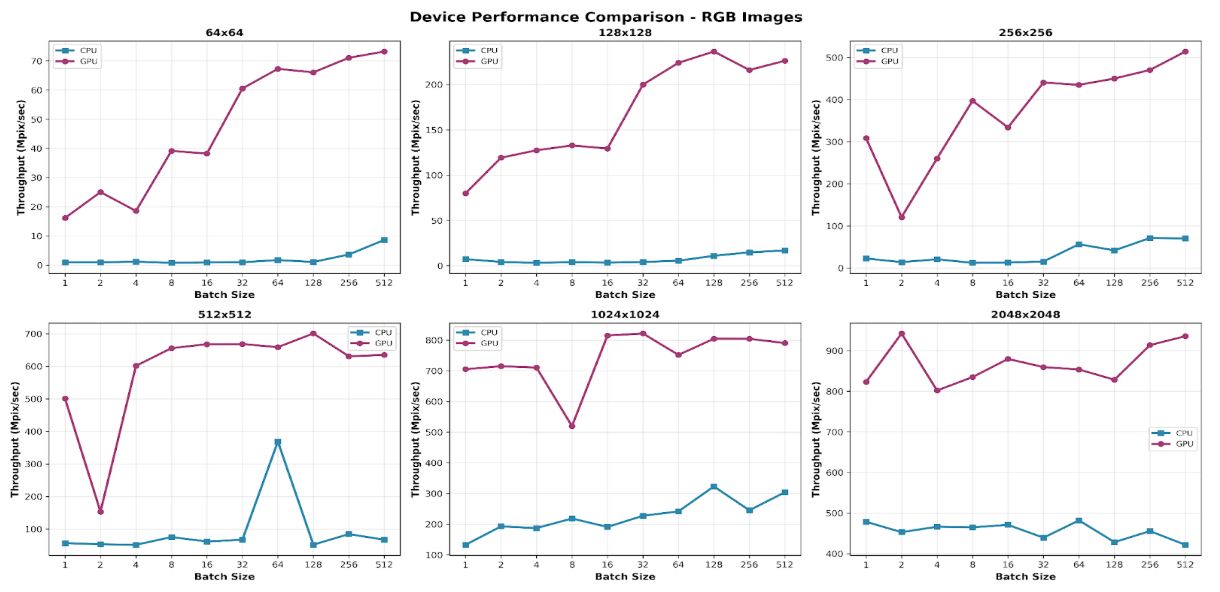 Device Performance Comparison - RGB Images
64x64
Throughput (Mpix/sec)
70
60
50
40
30
20
10
0
CPU
GPU
1 2 4 8 16 32 64 128 256 512
Batch Size
128x128
Throughput (Mpix/sec)
200
150
100
50
0
CPU
GPU
1 2 4 8 16 32 64 128 256 512
Batch Size
256x256
Throughput (Mpix/sec)
500
400
300
200
100
0
CPU
GPU
1 2 4 8 16 32 64 128 256 512
Batch Size
512x512
Throughput (Mpix/sec)
700
600
500
400
300
200
100
CPU
GPU
1 2 4 8 16 32 64 128 256 512
Batch Size
1024x1024
Throughput (Mpix/sec)
800
700
600
500
400
300
200
100
CPU
GPU
1 2 4 8 16 32 64 128 256 512
Batch Size
2048x2048
Throughput (Mpix/sec)
900
800
700
600
500
400
CPU
GPU
1 2 4 8 16 32 64 128 256 512
Batch Size